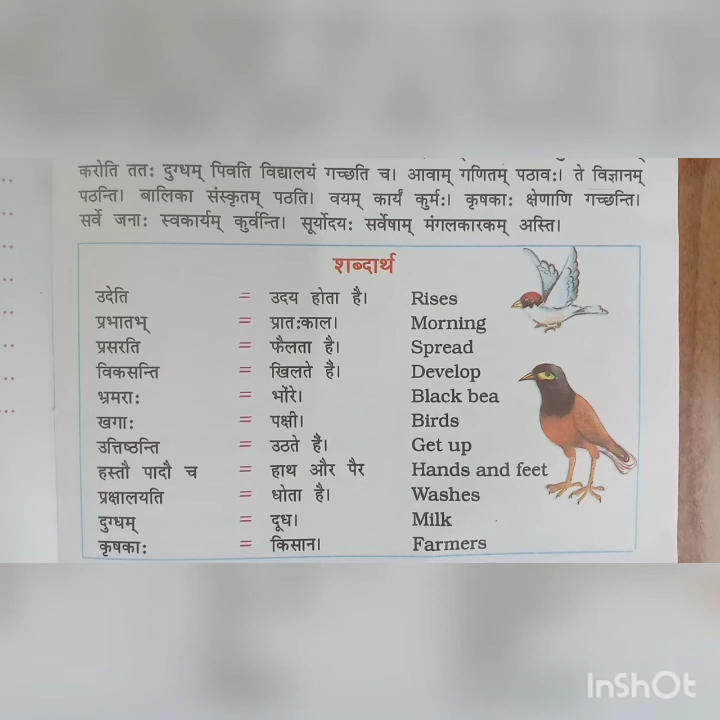 करोति ततः दुग्धम् पिवति विद्यालयं गच्छति च। आवाम् गणितम् पठावः। ते विज्ञानम्
पठन्ति। बालिका संस्कृतम् पठति। वयम् कार्यं कुर्मः। कृषकाः क्षेणाणि गच्छन्ति।
सर्वे जनाः स्वकार्यम् कुर्वन्ति। सूर्योदयः सर्वेषाम् मंगलकारकम् अस्ति।
शब्दार्थ
उदेति = उदय होता है। Rises
प्रभातभ् = प्रातःकाल। Morning
प्रसरति = फैलता है। Spread
विकसन्ति = खिलते हैं। Develop
भ्रमराः = भोंरे। Black bea
खगाः = पक्षी। Birds
उत्तिष्ठन्ति = उठते हैं। Get up
हस्तौ पादौ च = हाथ और पैर Hands and feet
प्रक्षालयति = धोता है। Washes
दुग्धम् = दूध। Milk
कृषकाः = किसान। Farmers
InShOt